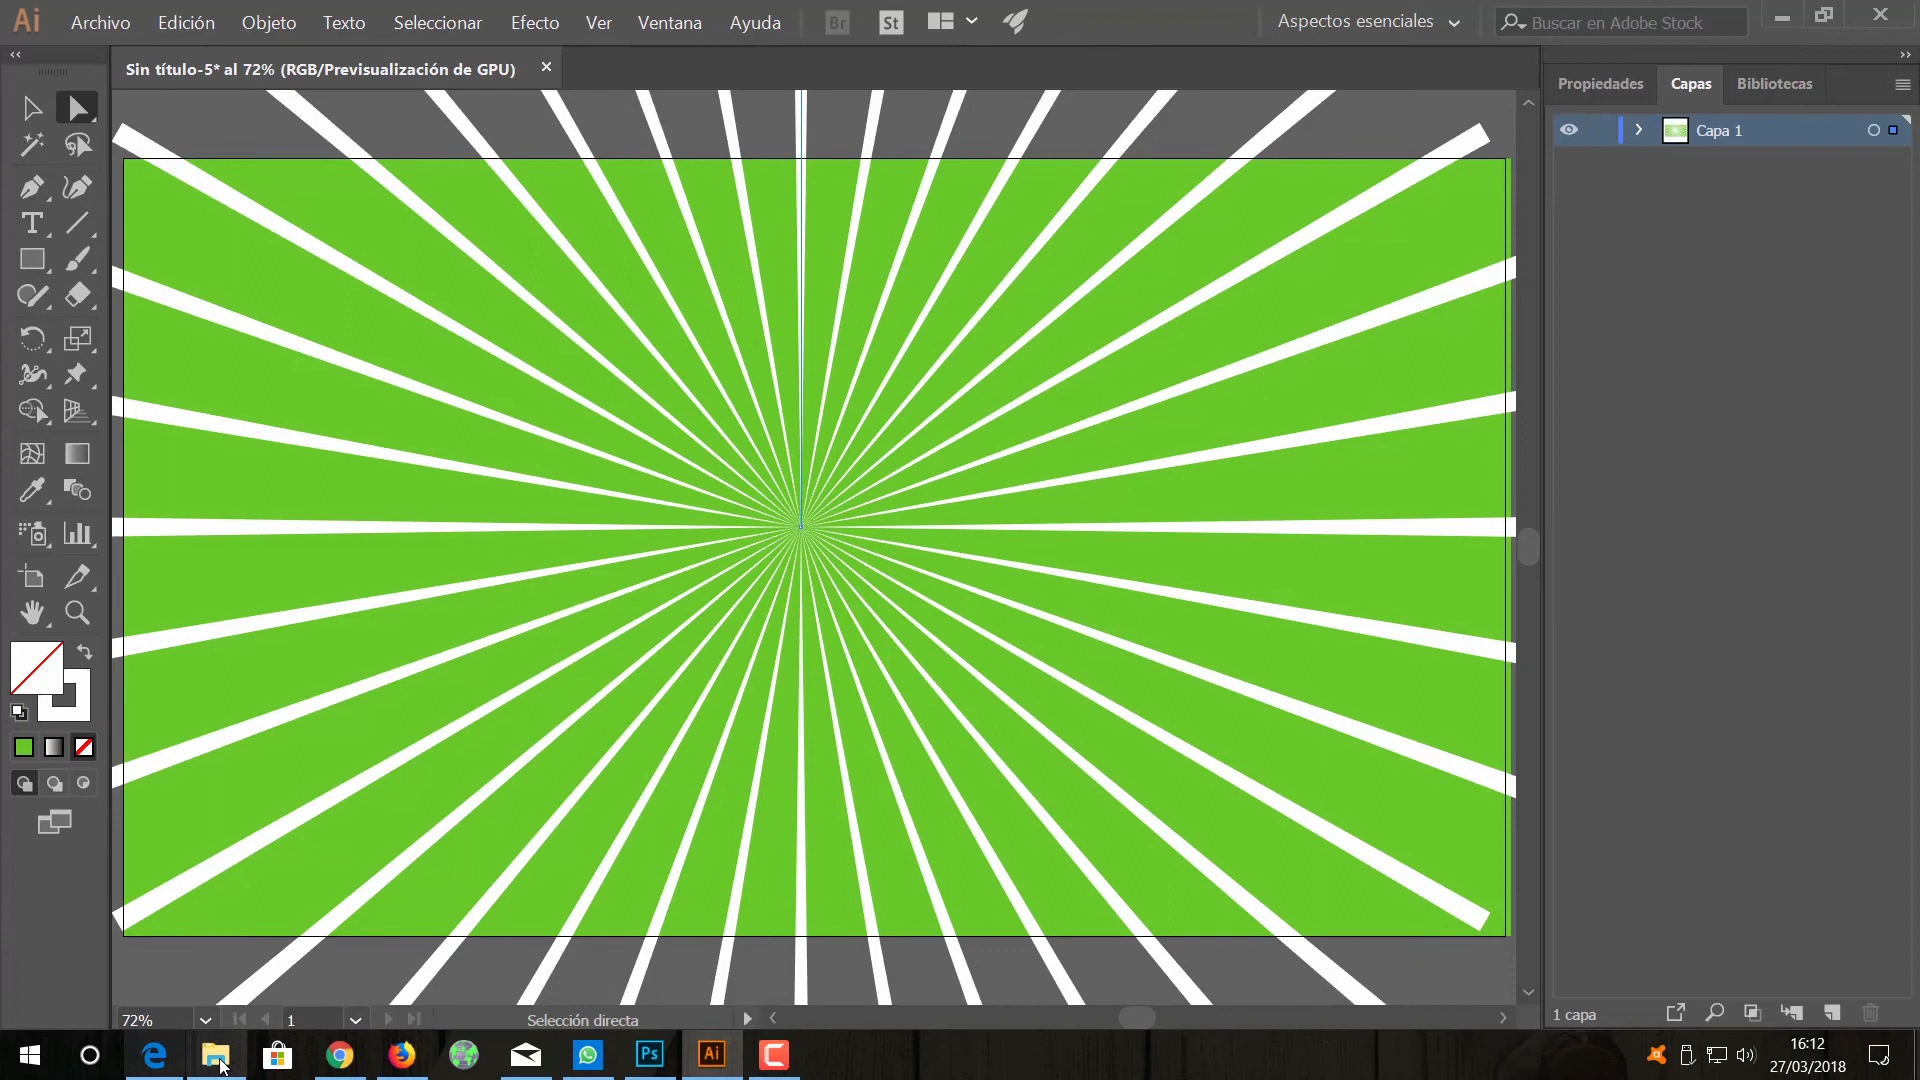 Ai Archivo Edición Objeto Texto Seleccionar Efecto Ver Ventana Ayuda Br St Aspectos esenciales Buscar en Adobe Stock
Sin título-5* al 72% (RGB/Previsualización de GPU)
Propiedades Capas Bibliotecas
Capa 1
T
72% 1 Selección directa
1 capa
Ps Ai
16:12
27/03/2018